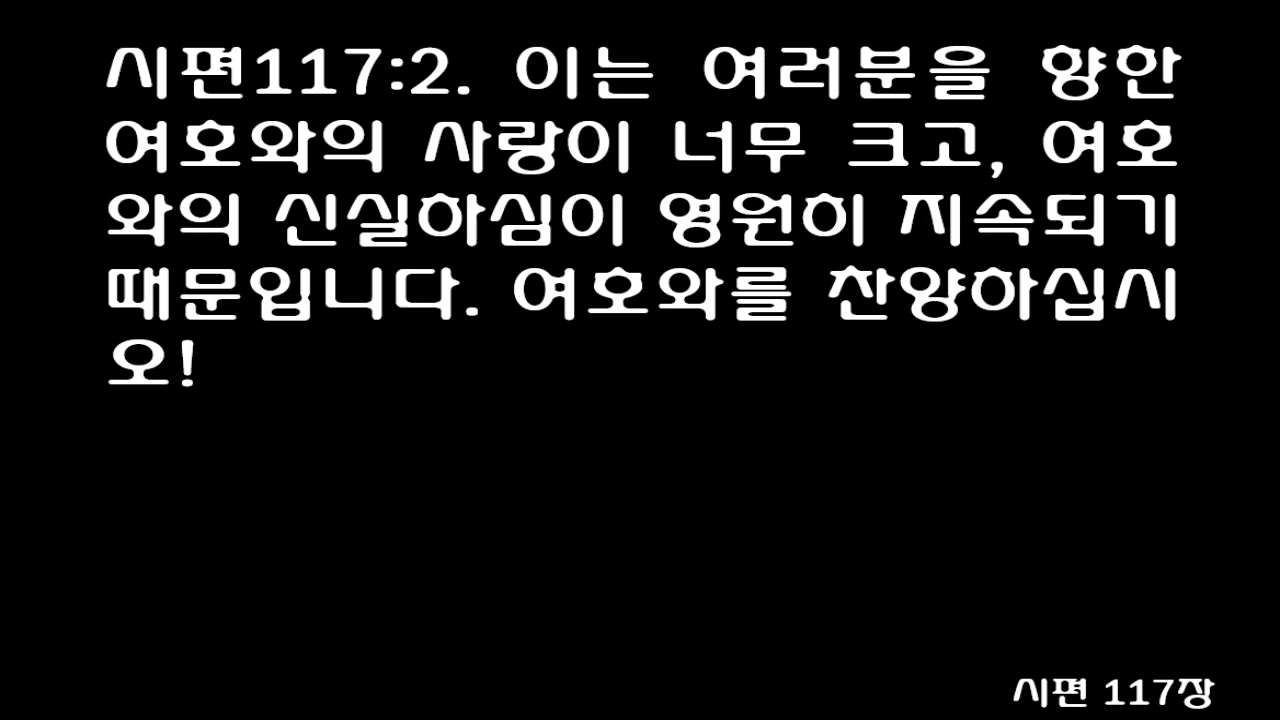 시편117:2. 이는 여러분을 향한
여호와의 사랑이 너무 크고, 여호
와의 신실하심이 영원히 지속되기
때문입니다. 여호와를 찬양하십시
오!
시편 117장